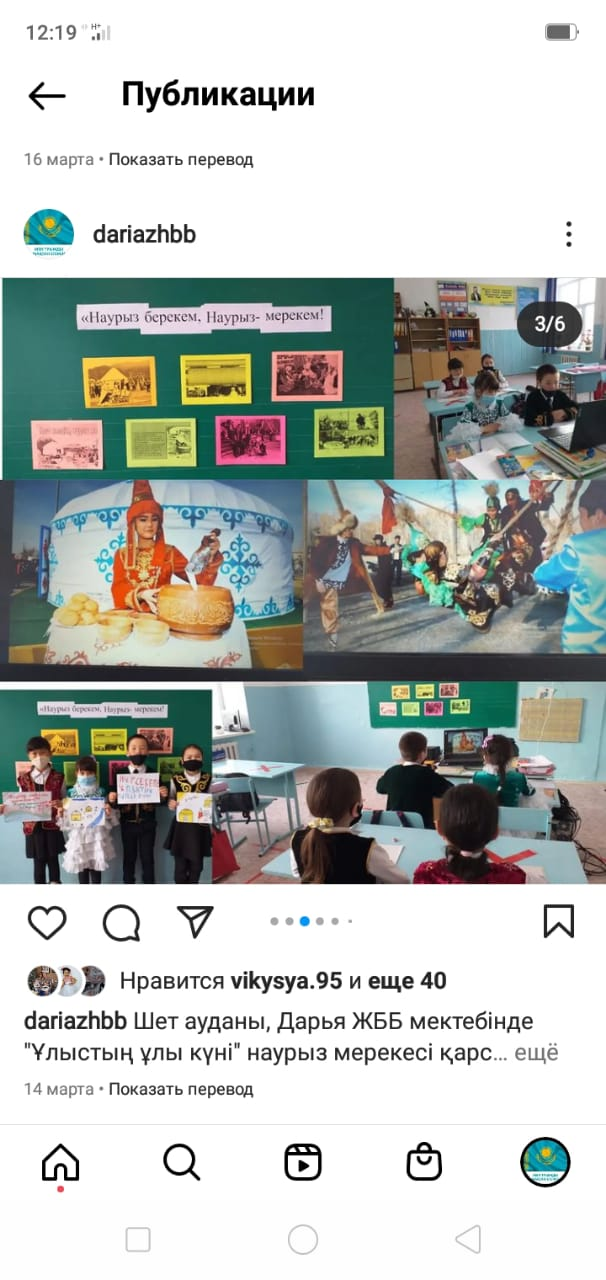 12:19
H+
Публикации
16 марта • Показать перевод
dariazhbb
3/6
«Наурыз берекем, Наурыз- мерекем!
«Наурыз берекем, Наурыз- мерекем!
Нравится vikysya.95 и еще 40
dariazhbb Шет ауданы, Дарья ЖББ мектебінде
"Ұлыстың ұлы күні" наурыз мерекесі қарс... ещё
14 марта • Показать перевод